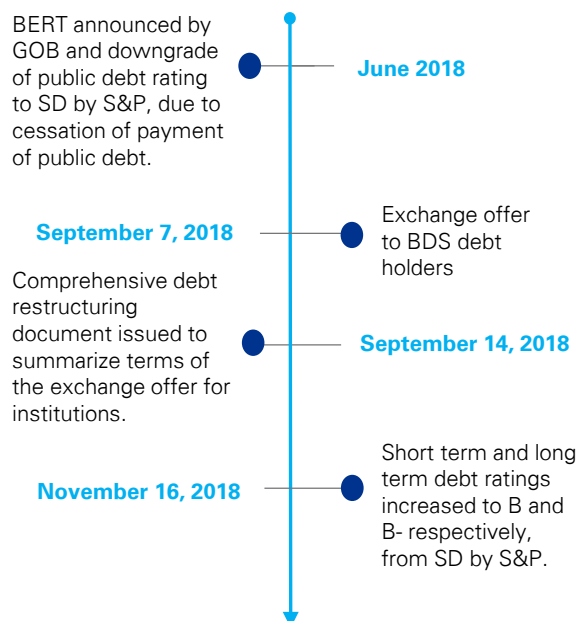 BERT announced by
GOB and downgrade
of public debt rating
to SD by S&P, due to
cessation of payment
of public debt.
June 2018
September 7, 2018
Exchange offer
to BDS debt
holders
Comprehensive debt
restructuring
document issued to
summarize terms of
the exchange offer for
institutions.
September 14, 2018
November 16, 2018
Short term and long
term debt ratings
increased to B and
B- respectively,
from SD by S&P.